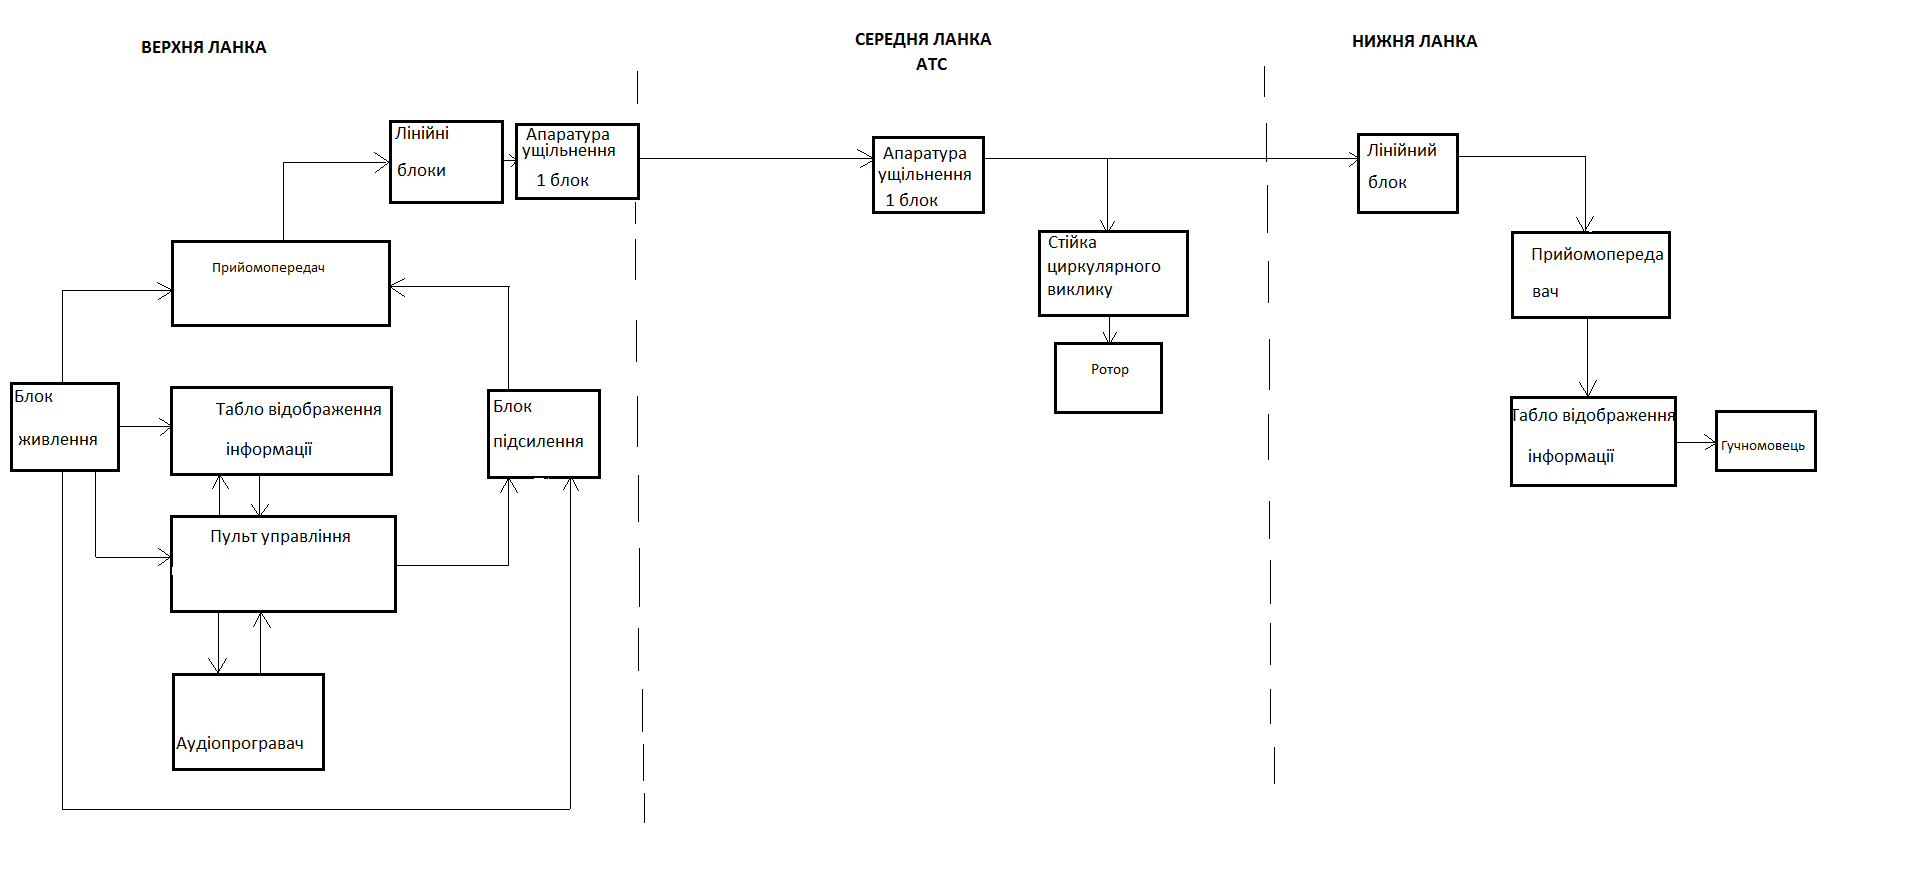 ВЕРХНЯ ЛАНКА
СЕРЕДНЯ ЛАНКА
АТС
НИЖНЯ ЛАНКА
Лінійні
блоки
Апаратура
ущільнення
1 блок
Апаратура
ущільнення
1 блок
Лінійний
блок
Прийомопередач
Стійка
циркулярного
виклику
Прийомопереда
вач
Ротор
Блок
живлення
Табло відображення
інформації
Блок
підсилення
Табло відображення
інформації
Гучномовець
Пульт управління
Аудіопрогравач